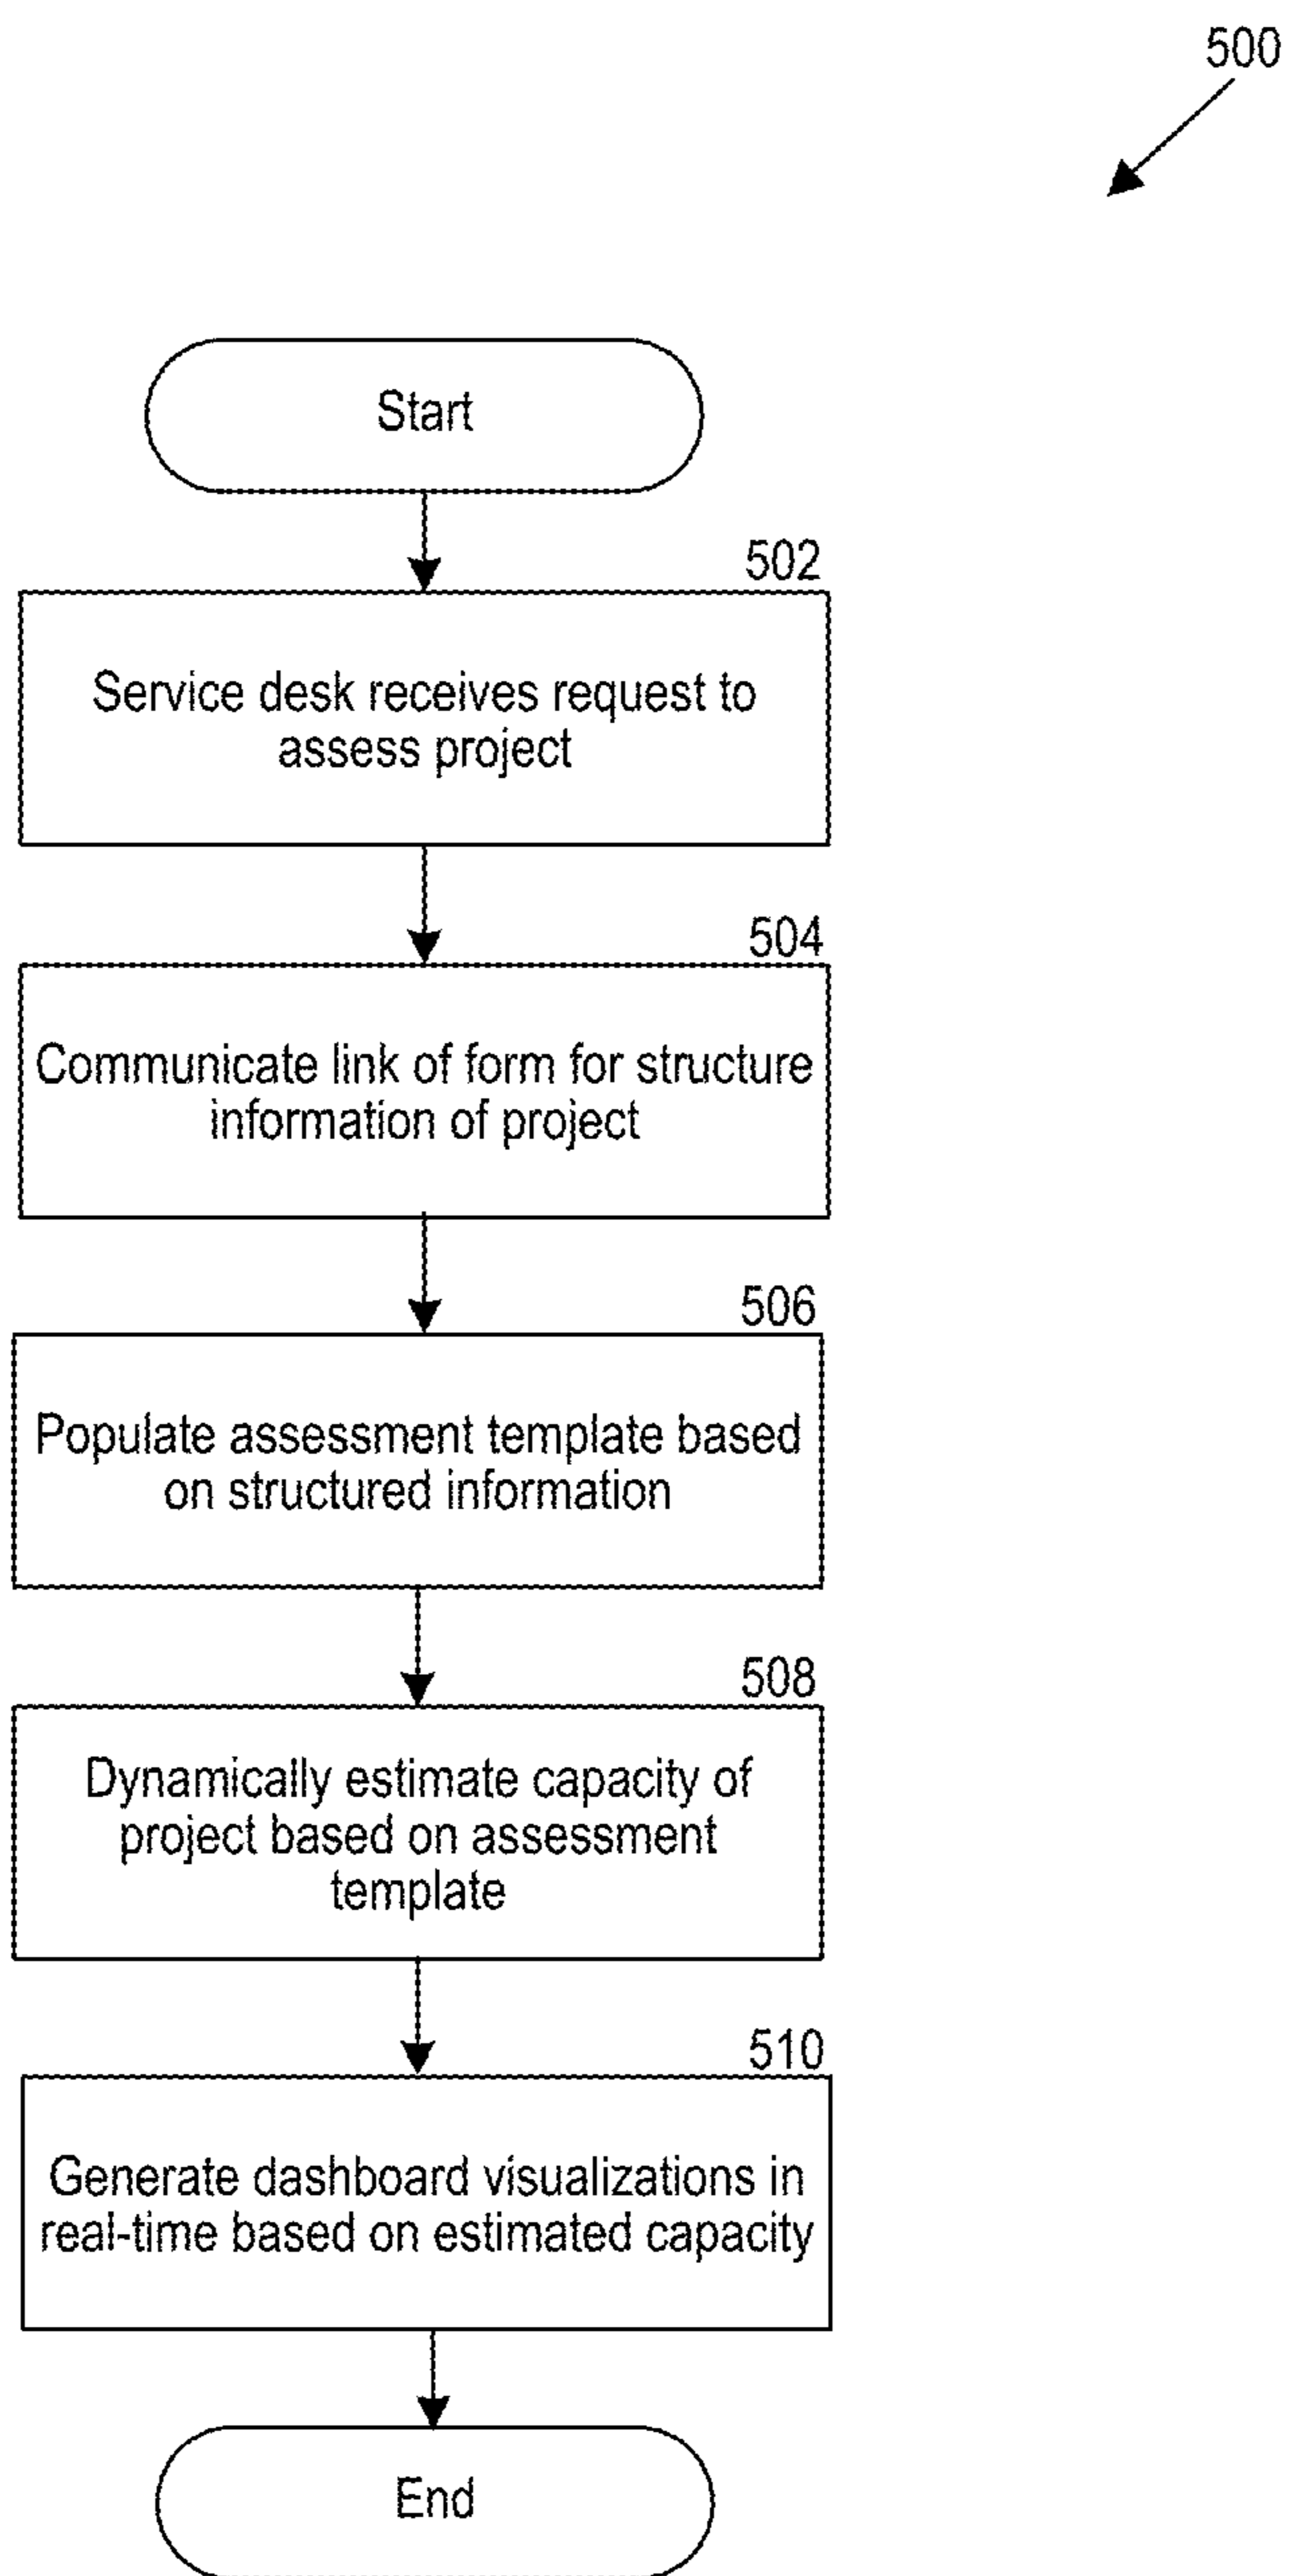 500
Start
502
Service desk receives request to
assess project
504
Communicate link of form for structure
information of project
506
Populate assessment template based
on structured information
508
Dynamically estimate capacity of
project based on assessment
template
510
Generate dashboard visualizations in
real-time based on estimated capacity
End